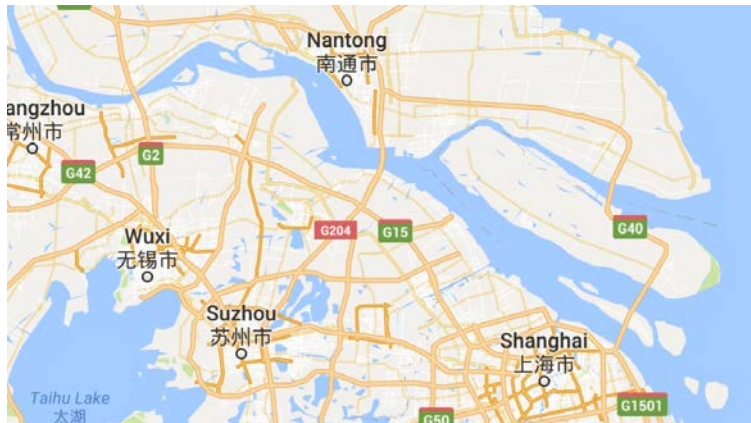 Nantong
南通市
angzhou
常州市
G2
G42
G204
G15
G40
Wuxi
无锡市
Suzhou
苏州市
Shanghai
上海市
Taihu Lake
太湖
G50
G1501